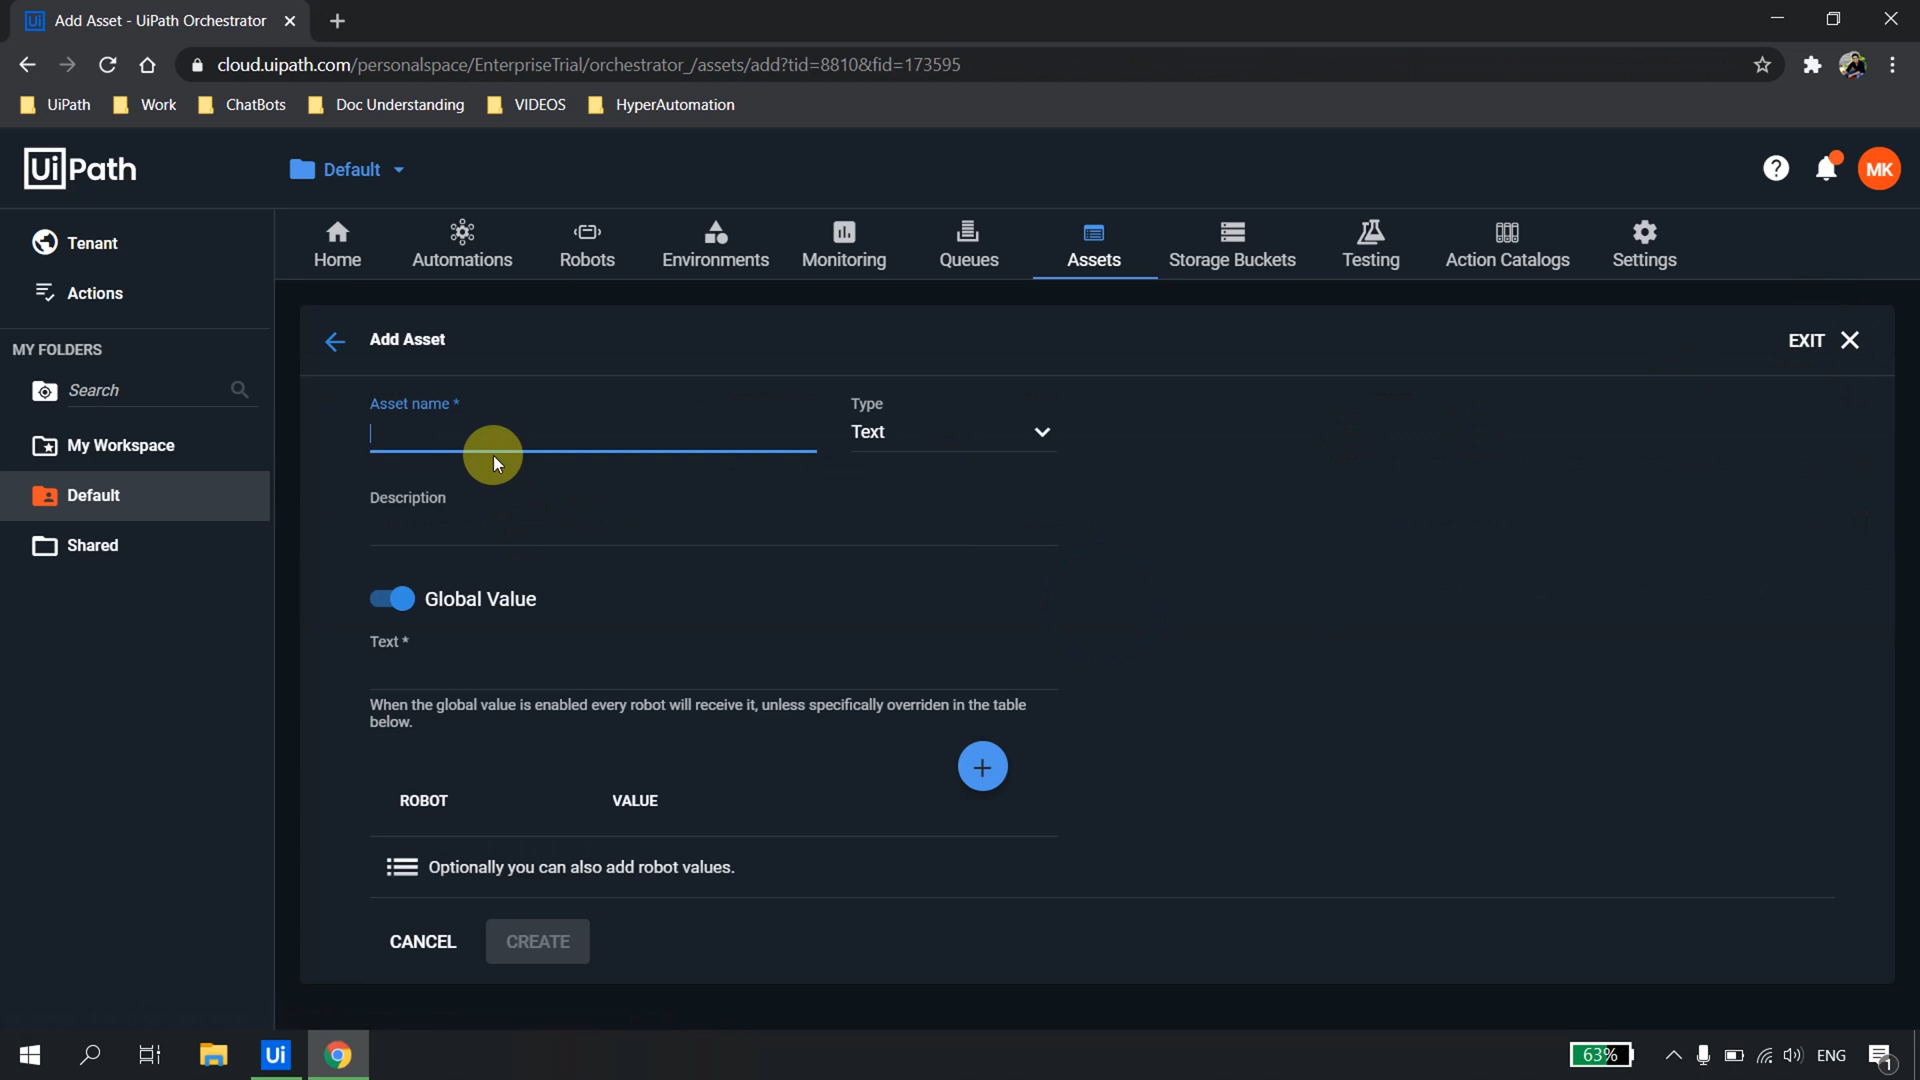 Add Asset - UiPath Orchestrator
cloud.uipath.com/personalspace/EnterpriseTrial/orchestrator_/assets/add?tid=8810&fid=173595
UiPath Work ChatBots Doc Understanding VIDEOS HyperAutomation
UiPath
Default
MK
Tenant
Actions
MY FOLDERS
Search
My Workspace
Default
Shared
Home Automations Robots Environments Monitoring Queues Assets Storage Buckets Testing Action Catalogs Settings
Add Asset
EXIT
Asset name *
Type
Text
Description
Global Value
Text *
When the global value is enabled every robot will receive it, unless specifically overriden in the table
below.
ROBOT VALUE
Optionally you can also add robot values.
CANCEL CREATE
Ui
63%
ENG
1